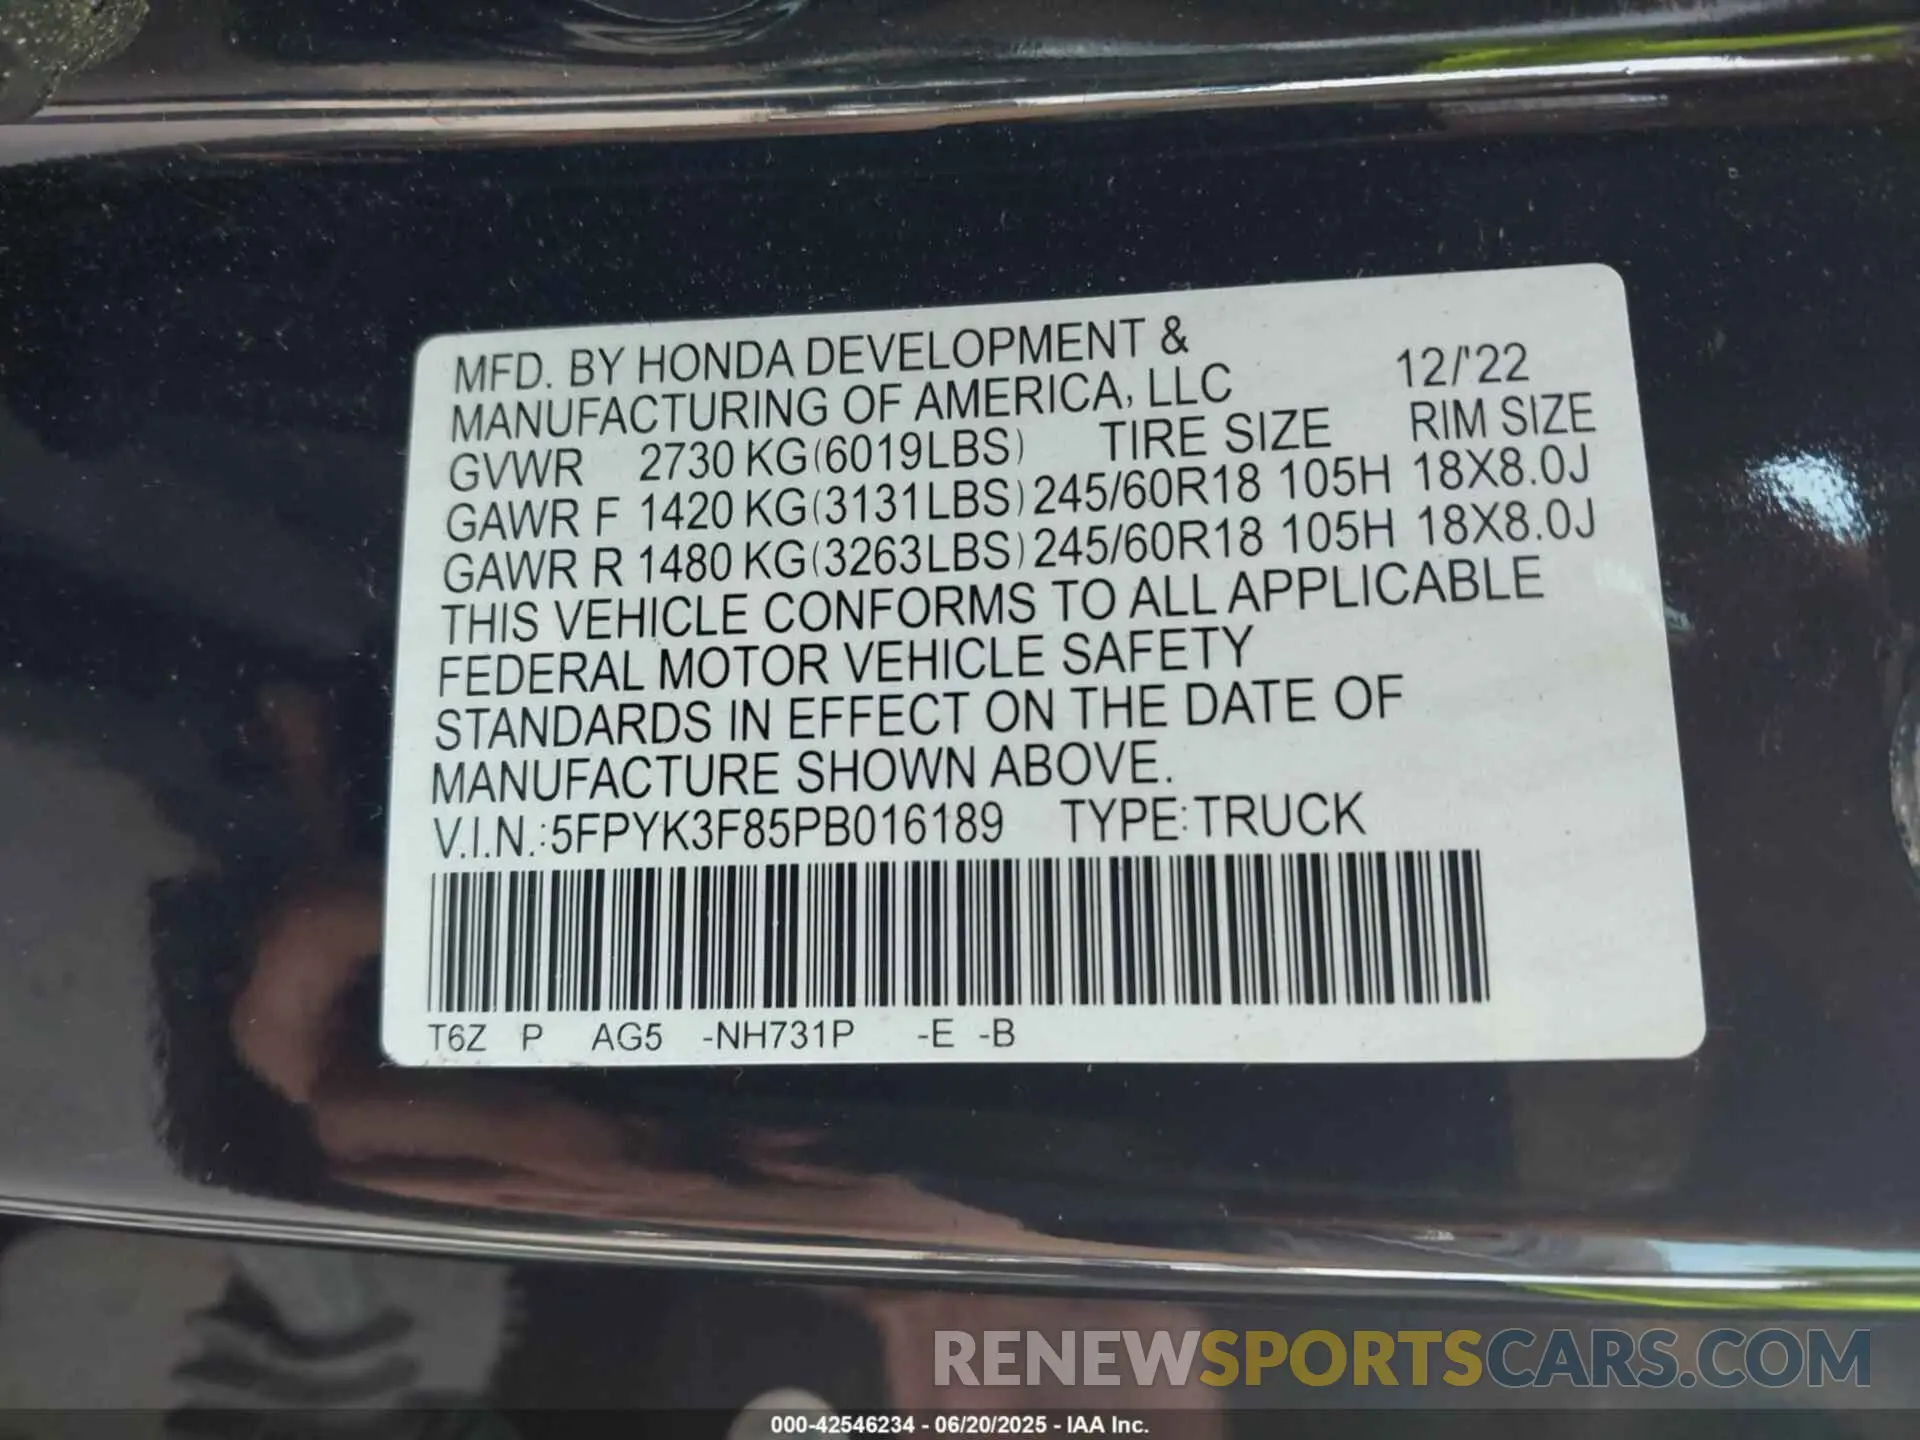 MFD. BY HONDA DEVELOPMENT &
MANUFACTURING OF AMERICA, LLC 12/'22
GVWR 2730 KG(6019LBS) TIRE SIZE RIM SIZE
GAWR F 1420 KG(3131LBS) 245/60R18 105H 18X8.0J
GAWR R 1480 KG(3263LBS) 245/60R18 105H 18X8.0J
THIS VEHICLE CONFORMS TO ALL APPLICABLE
FEDERAL MOTOR VEHICLE SAFETY
STANDARDS IN EFFECT ON THE DATE OF
MANUFACTURE SHOWN ABOVE.
V.I.N.:5FPYK3F85PB016189 TYPE:TRUCK
T6Z P AG5 -NH731P -E -B
RENEWSPORTSCARS.COM
000-42546234 - 06/20/2025 - IAA Inc.